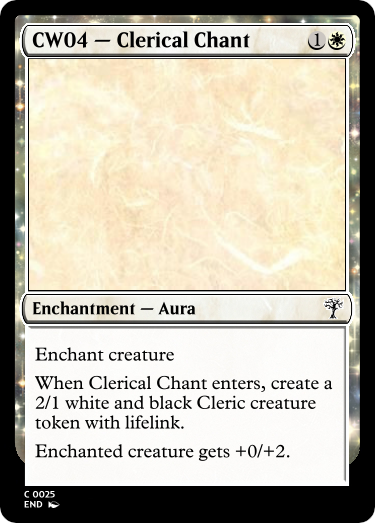 CW04 — Clerical Chant 1
Enchantment — Aura
Enchant creature
When Clerical Chant enters, create a
2/1 white and black Cleric creature
token with lifelink.
Enchanted creature gets +0/+2.
C 0025
END